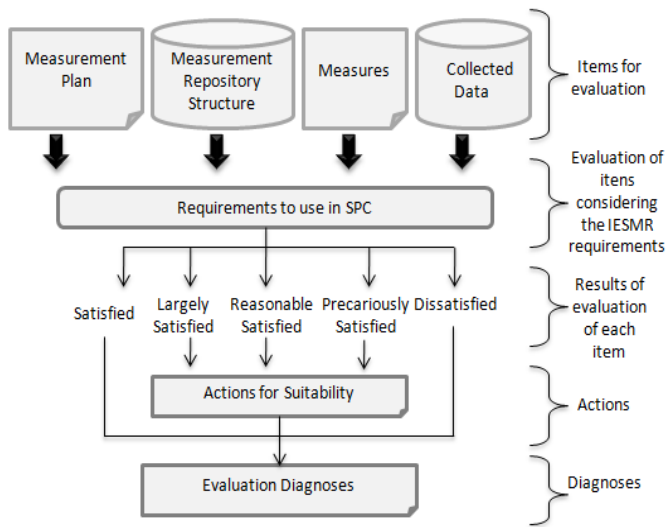 Measurement
Plan
Measurement
Repository
Structure
Measures
Collected
Data
Items for
evaluation
Evaluation of
itens
considering
the IESMR
requirements
Requirements to use in SPC
Satisfied
Largely
Satisfied
Reasonable
Satisfied
Precariously
Satisfied
Dissatisfied
Results of
evaluation
of each
item
Actions for Suitability
Actions
Evaluation Diagnoses
Diagnoses